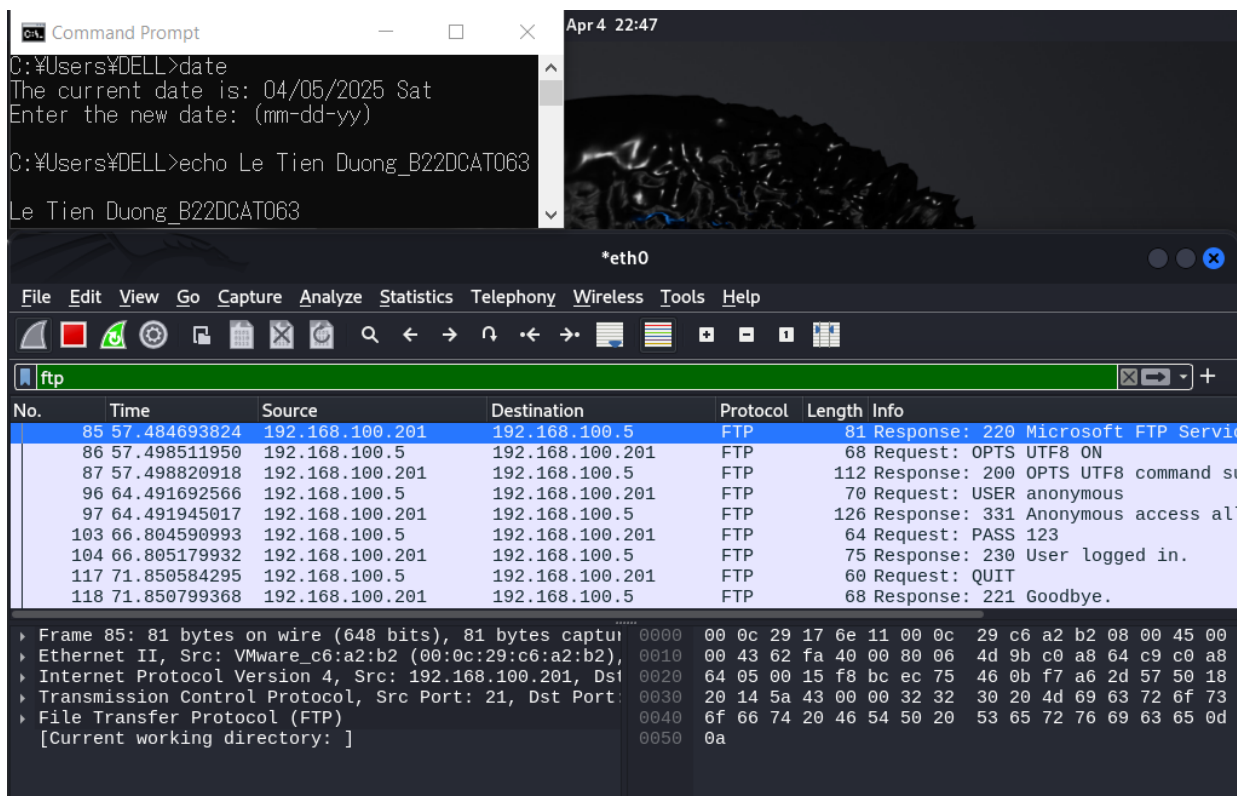 Command Prompt
Apr 4 22:47
C:¥Users¥DELL>date
The current date is: 04/05/2025 Sat
Enter the new date: (mm-dd-yy)
C:¥Users¥DELL>echo Le Tien Duong_B22DCAT063
Le Tien Duong_B22DCAT063
*eth0
File Edit View Go Capture Analyze Statistics Telephony Wireless Tools Help
ftp
No. Time Source Destination Protocol Length Info
85 57.484693824 192.168.100.201 192.168.100.5 FTP 81 Response: 220 Microsoft FTP Servic
86 57.498511950 192.168.100.5 192.168.100.201 FTP 68 Request: OPTS UTF8 ON
87 57.498820918 192.168.100.201 192.168.100.5 FTP 112 Response: 200 OPTS UTF8 command su
96 64.491692566 192.168.100.5 192.168.100.201 FTP 70 Request: USER anonymous
97 64.491945017 192.168.100.201 192.168.100.5 FTP 126 Response: 331 Anonymous access all
103 66.804590993 192.168.100.5 192.168.100.201 FTP 64 Request: PASS 123
104 66.805179932 192.168.100.201 192.168.100.5 FTP 75 Response: 230 User logged in.
117 71.850584295 192.168.100.5 192.168.100.201 FTP 60 Request: QUIT
118 71.850799368 192.168.100.201 192.168.100.5 FTP 68 Response: 221 Goodbye.
Frame 85: 81 bytes on wire (648 bits), 81 bytes captur
Ethernet II, Src: VMware_c6:a2:b2 (00:0c:29:c6:a2:b2),
Internet Protocol Version 4, Src: 192.168.100.201, Dst
Transmission Control Protocol, Src Port: 21, Dst Port:
File Transfer Protocol (FTP)
[Current working directory: ]
0000 00 0c 29 17 6e 11 00 0c 29 c6 a2 b2 08 00 45 00
0010 00 43 62 fa 40 00 80 06 4d 9b c0 a8 64 c9 c0 a8
0020 64 05 00 15 f8 bc ec 75 46 0b f7 a6 2d 57 50 18
0030 20 14 5a 43 00 00 32 32 30 20 4d 69 63 72 6f 73
0040 6f 66 74 20 46 54 50 20 53 65 72 76 69 63 65 0d
0050 0a